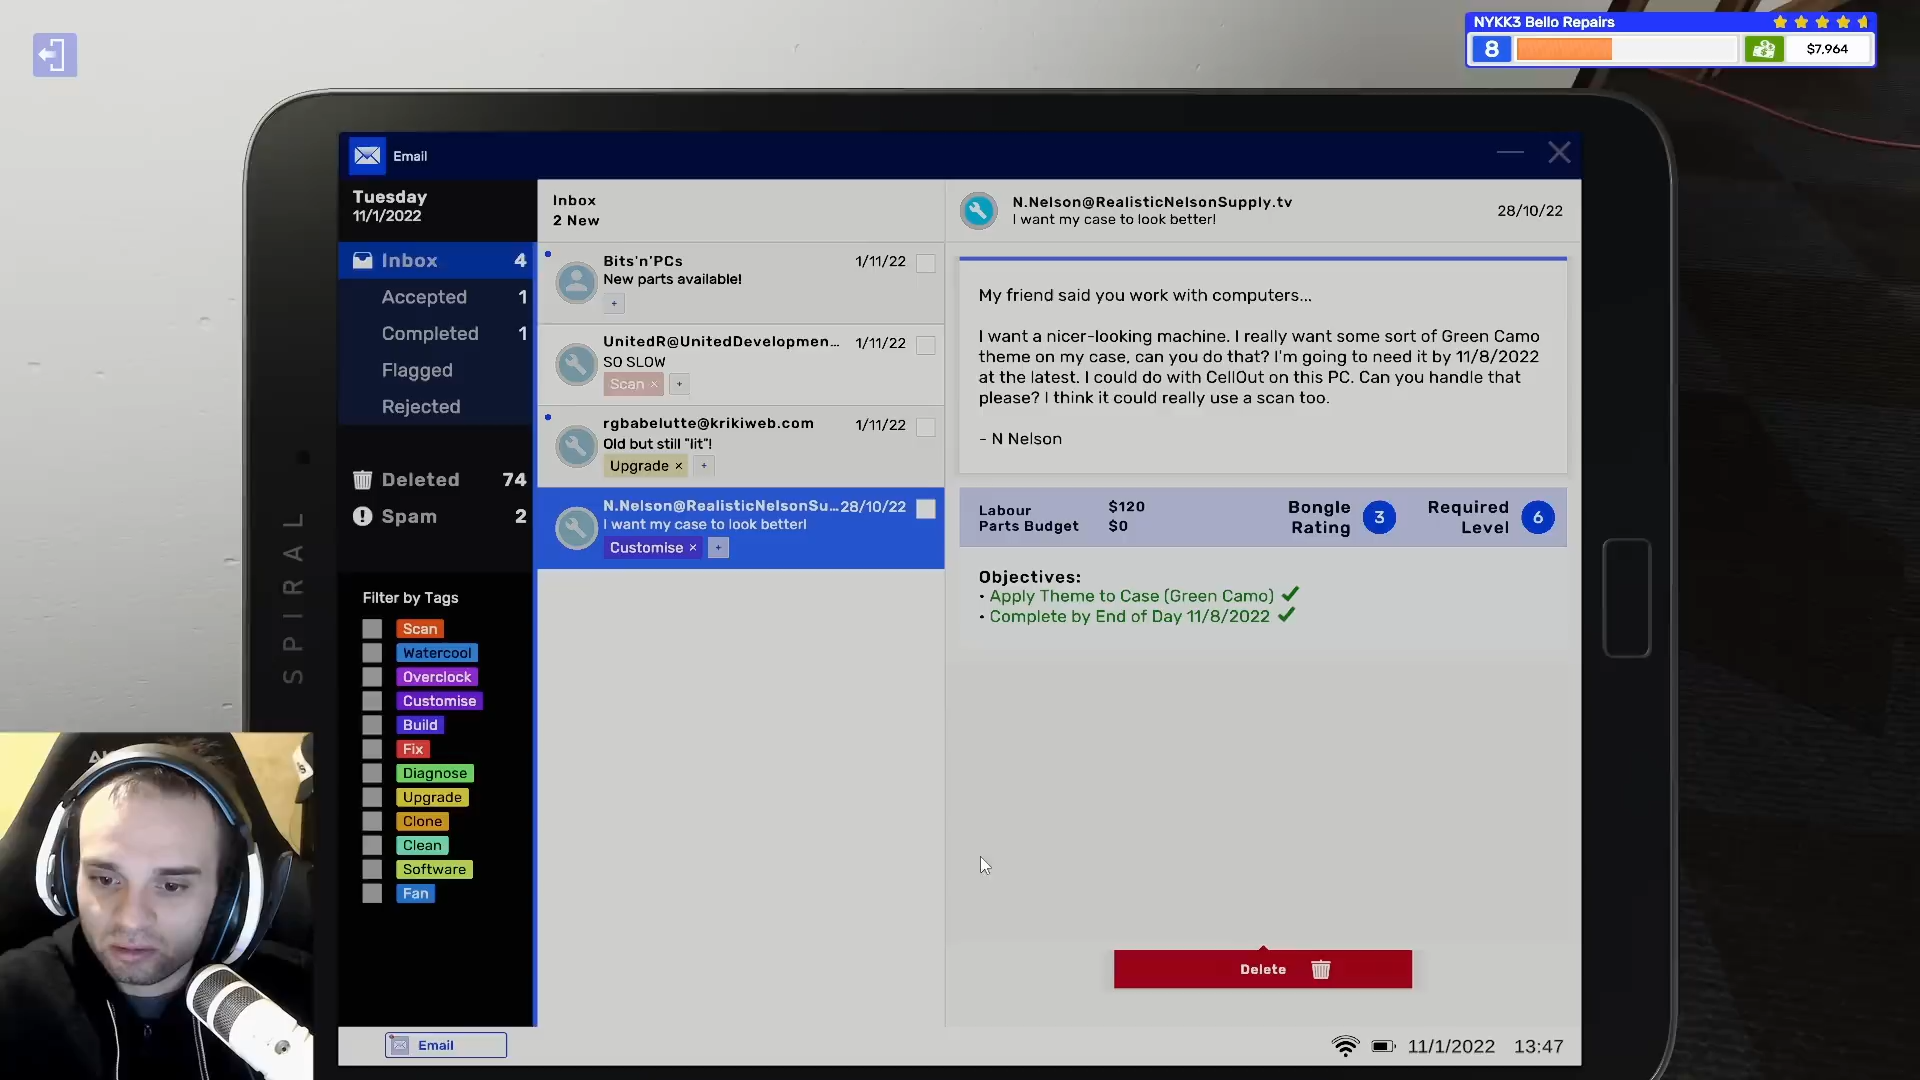 NYKK3 Bello Repairs
8
$7,964
Email
Tuesday
11/1/2022
Inbox 4
Accepted 1
Completed 1
Flagged
Rejected
Deleted 74
Spam 2
Filter by Tags
Scan
Watercool
Overclock
Customise
Build
Fix
Diagnose
Upgrade
Clone
Clean
Software
Fan
Inbox
2 New
Bits'n'PCs 1/11/22
New parts available!
+
UnitedR@UnitedDevelopmen... 1/11/22
SO SLOW
Scan × +
rgbabelutte@krikiweb.com 1/11/22
Old but still "lit"!
Upgrade × +
N.Nelson@RealisticNelsonSu... 28/10/22
I want my case to look better!
Customise × +
N.Nelson@RealisticNelsonSupply.tv
I want my case to look better!
28/10/22
My friend said you work with computers...
I want a nicer-looking machine. I really want some sort of Green Camo
theme on my case, can you do that? I'm going to need it by 11/8/2022
at the latest. I could do with CellOut on this PC. Can you handle that
please? I think it could really use a scan too.
- N Nelson
Labour $120
Parts Budget $0
Bongle Rating 3
Required Level 6
Objectives:
• Apply Theme to Case (Green Camo) ✓
• Complete by End of Day 11/8/2022 ✓
Delete
Email
11/1/2022 13:47
SPIRAL